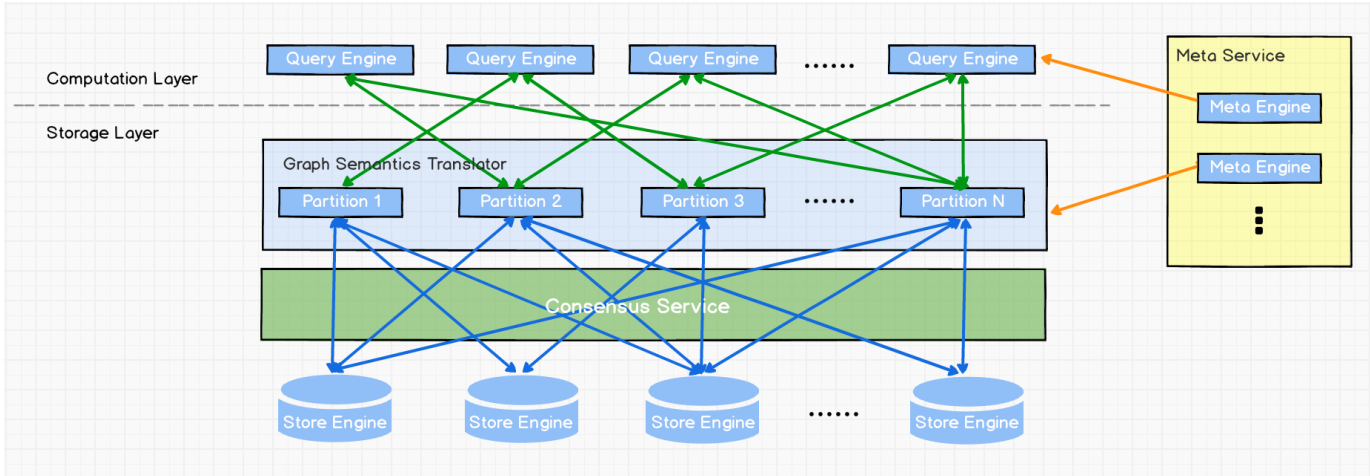 Query Engine
Query Engine
Query Engine
......
Query Engine
Meta Service
Computation Layer
Meta Engine
Storage Layer
Graph Semantics Translator
Meta Engine
Partition 1
Partition 2
Partition 3
......
Partition N
Consensus Service
Store Engine
Store Engine
Store Engine
......
Store Engine